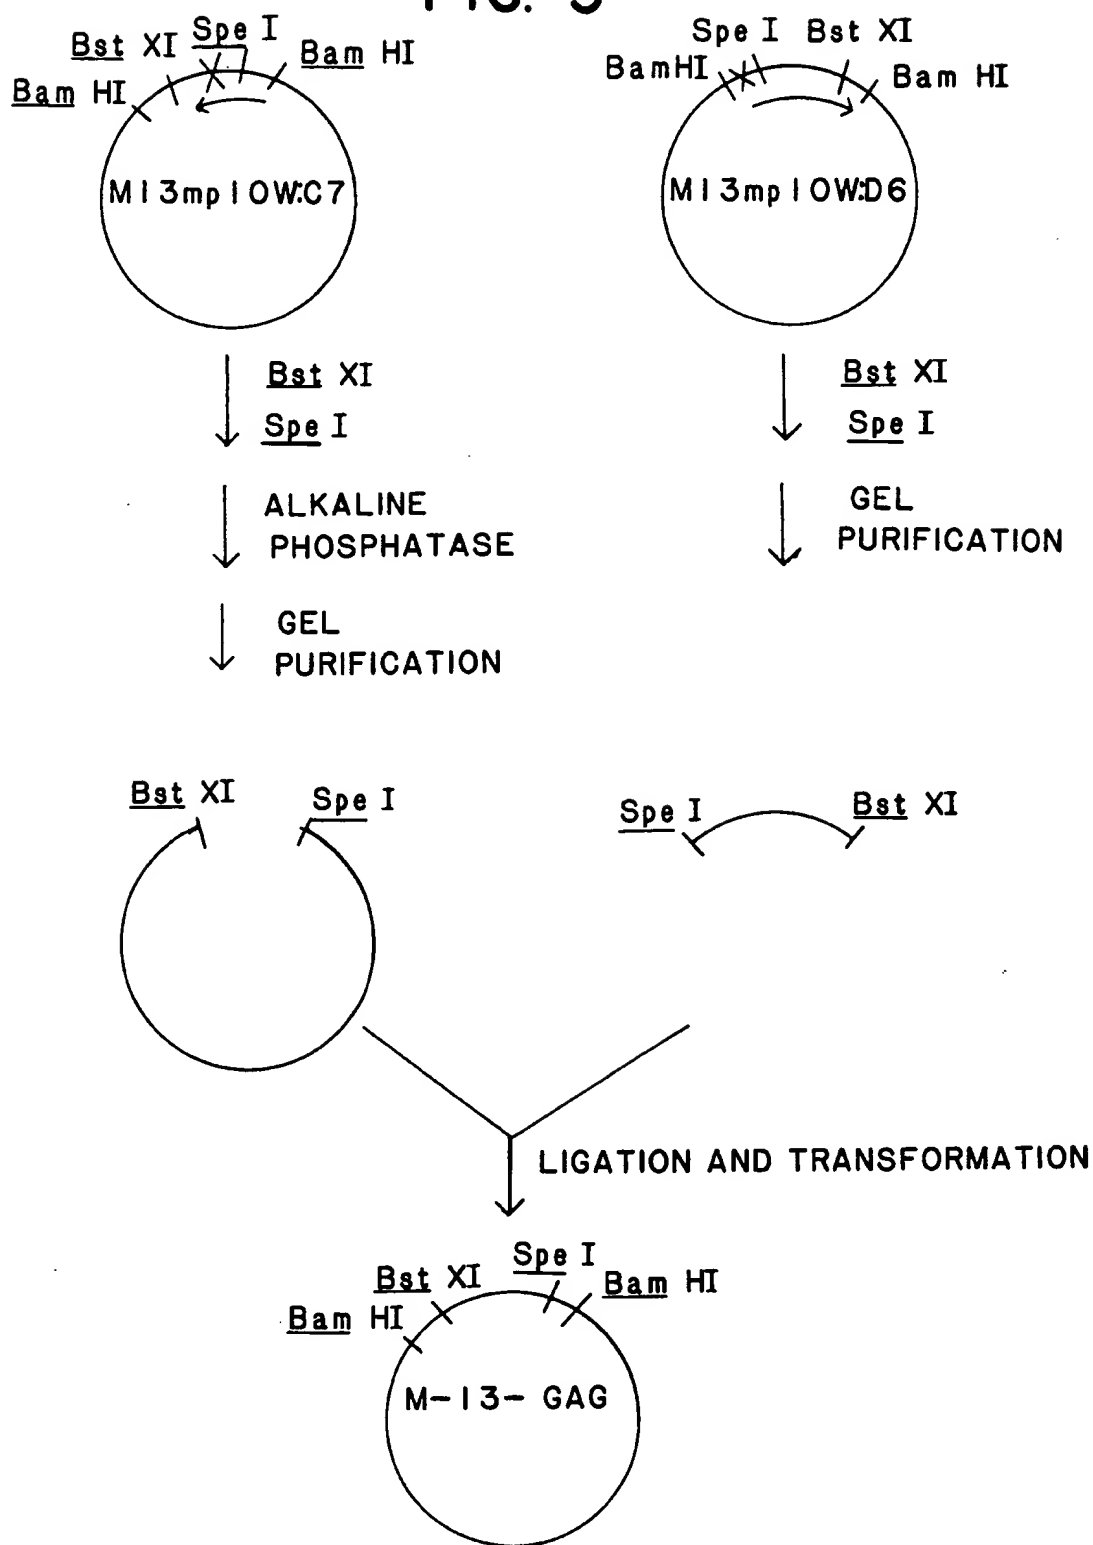 FIG. 5
Bst XI Spe I Bam HI
Bam HI
M13mp10W:C7
Spe I Bst XI
BamHI Bam HI
M13mp10W:D6
Bst XI
Spe I
ALKALINE
PHOSPHATASE
GEL
PURIFICATION
Bst XI
Spe I
GEL
PURIFICATION
Bst XI Spe I
Spe I Bst XI
LIGATION AND TRANSFORMATION
Spe I
Bst XI Bam HI
Bam HI
M-13- GAG